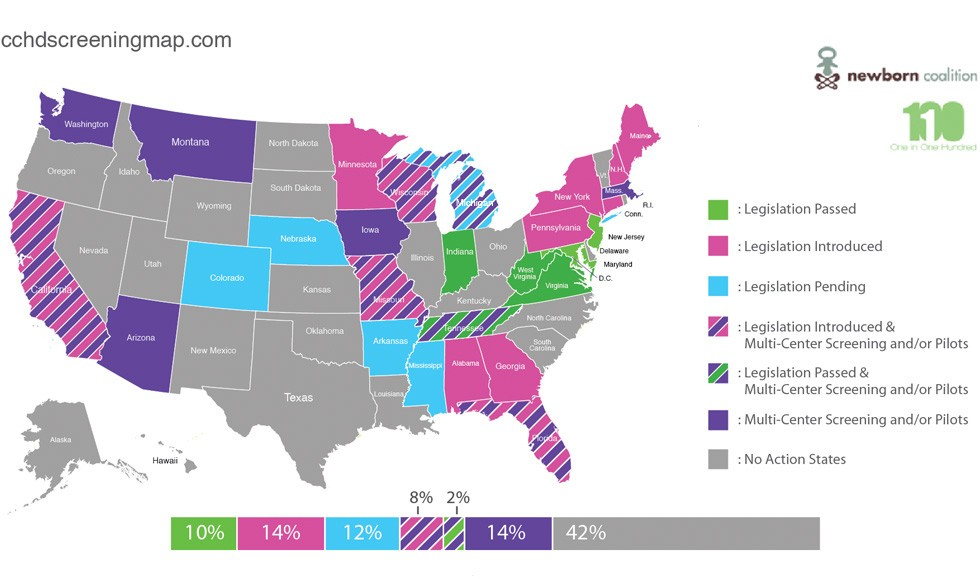 cchdscreeningmap.com
newborn coalition
100
One in One Hundred
Washington
Montana
North Dakota
Minnesota
Maine
Oregon
Idaho
South Dakota
Wisconsin
Michigan
Vt.
N.H.
Mass.
R.I.
Conn.
Wyoming
New York
Iowa
Nebraska
Pennsylvania
New Jersey
Nevada
Utah
Colorado
Illinois
Indiana
Ohio
Delaware
Maryland
D.C.
California
Kansas
Missouri
West
Virginia
Virginia
Kentucky
Arizona
New Mexico
Oklahoma
Arkansas
Tennessee
North Carolina
South
Carolina
Mississippi
Alabama
Georgia
Texas
Louisiana
Florida
Alaska
Hawaii
: Legislation Passed
: Legislation Introduced
: Legislation Pending
: Legislation Introduced &
Multi-Center Screening and/or Pilots
: Legislation Passed &
Multi-Center Screening and/or Pilots
: Multi-Center Screening and/or Pilots
: No Action States
8% 2%
10% 14% 12% 14% 42%